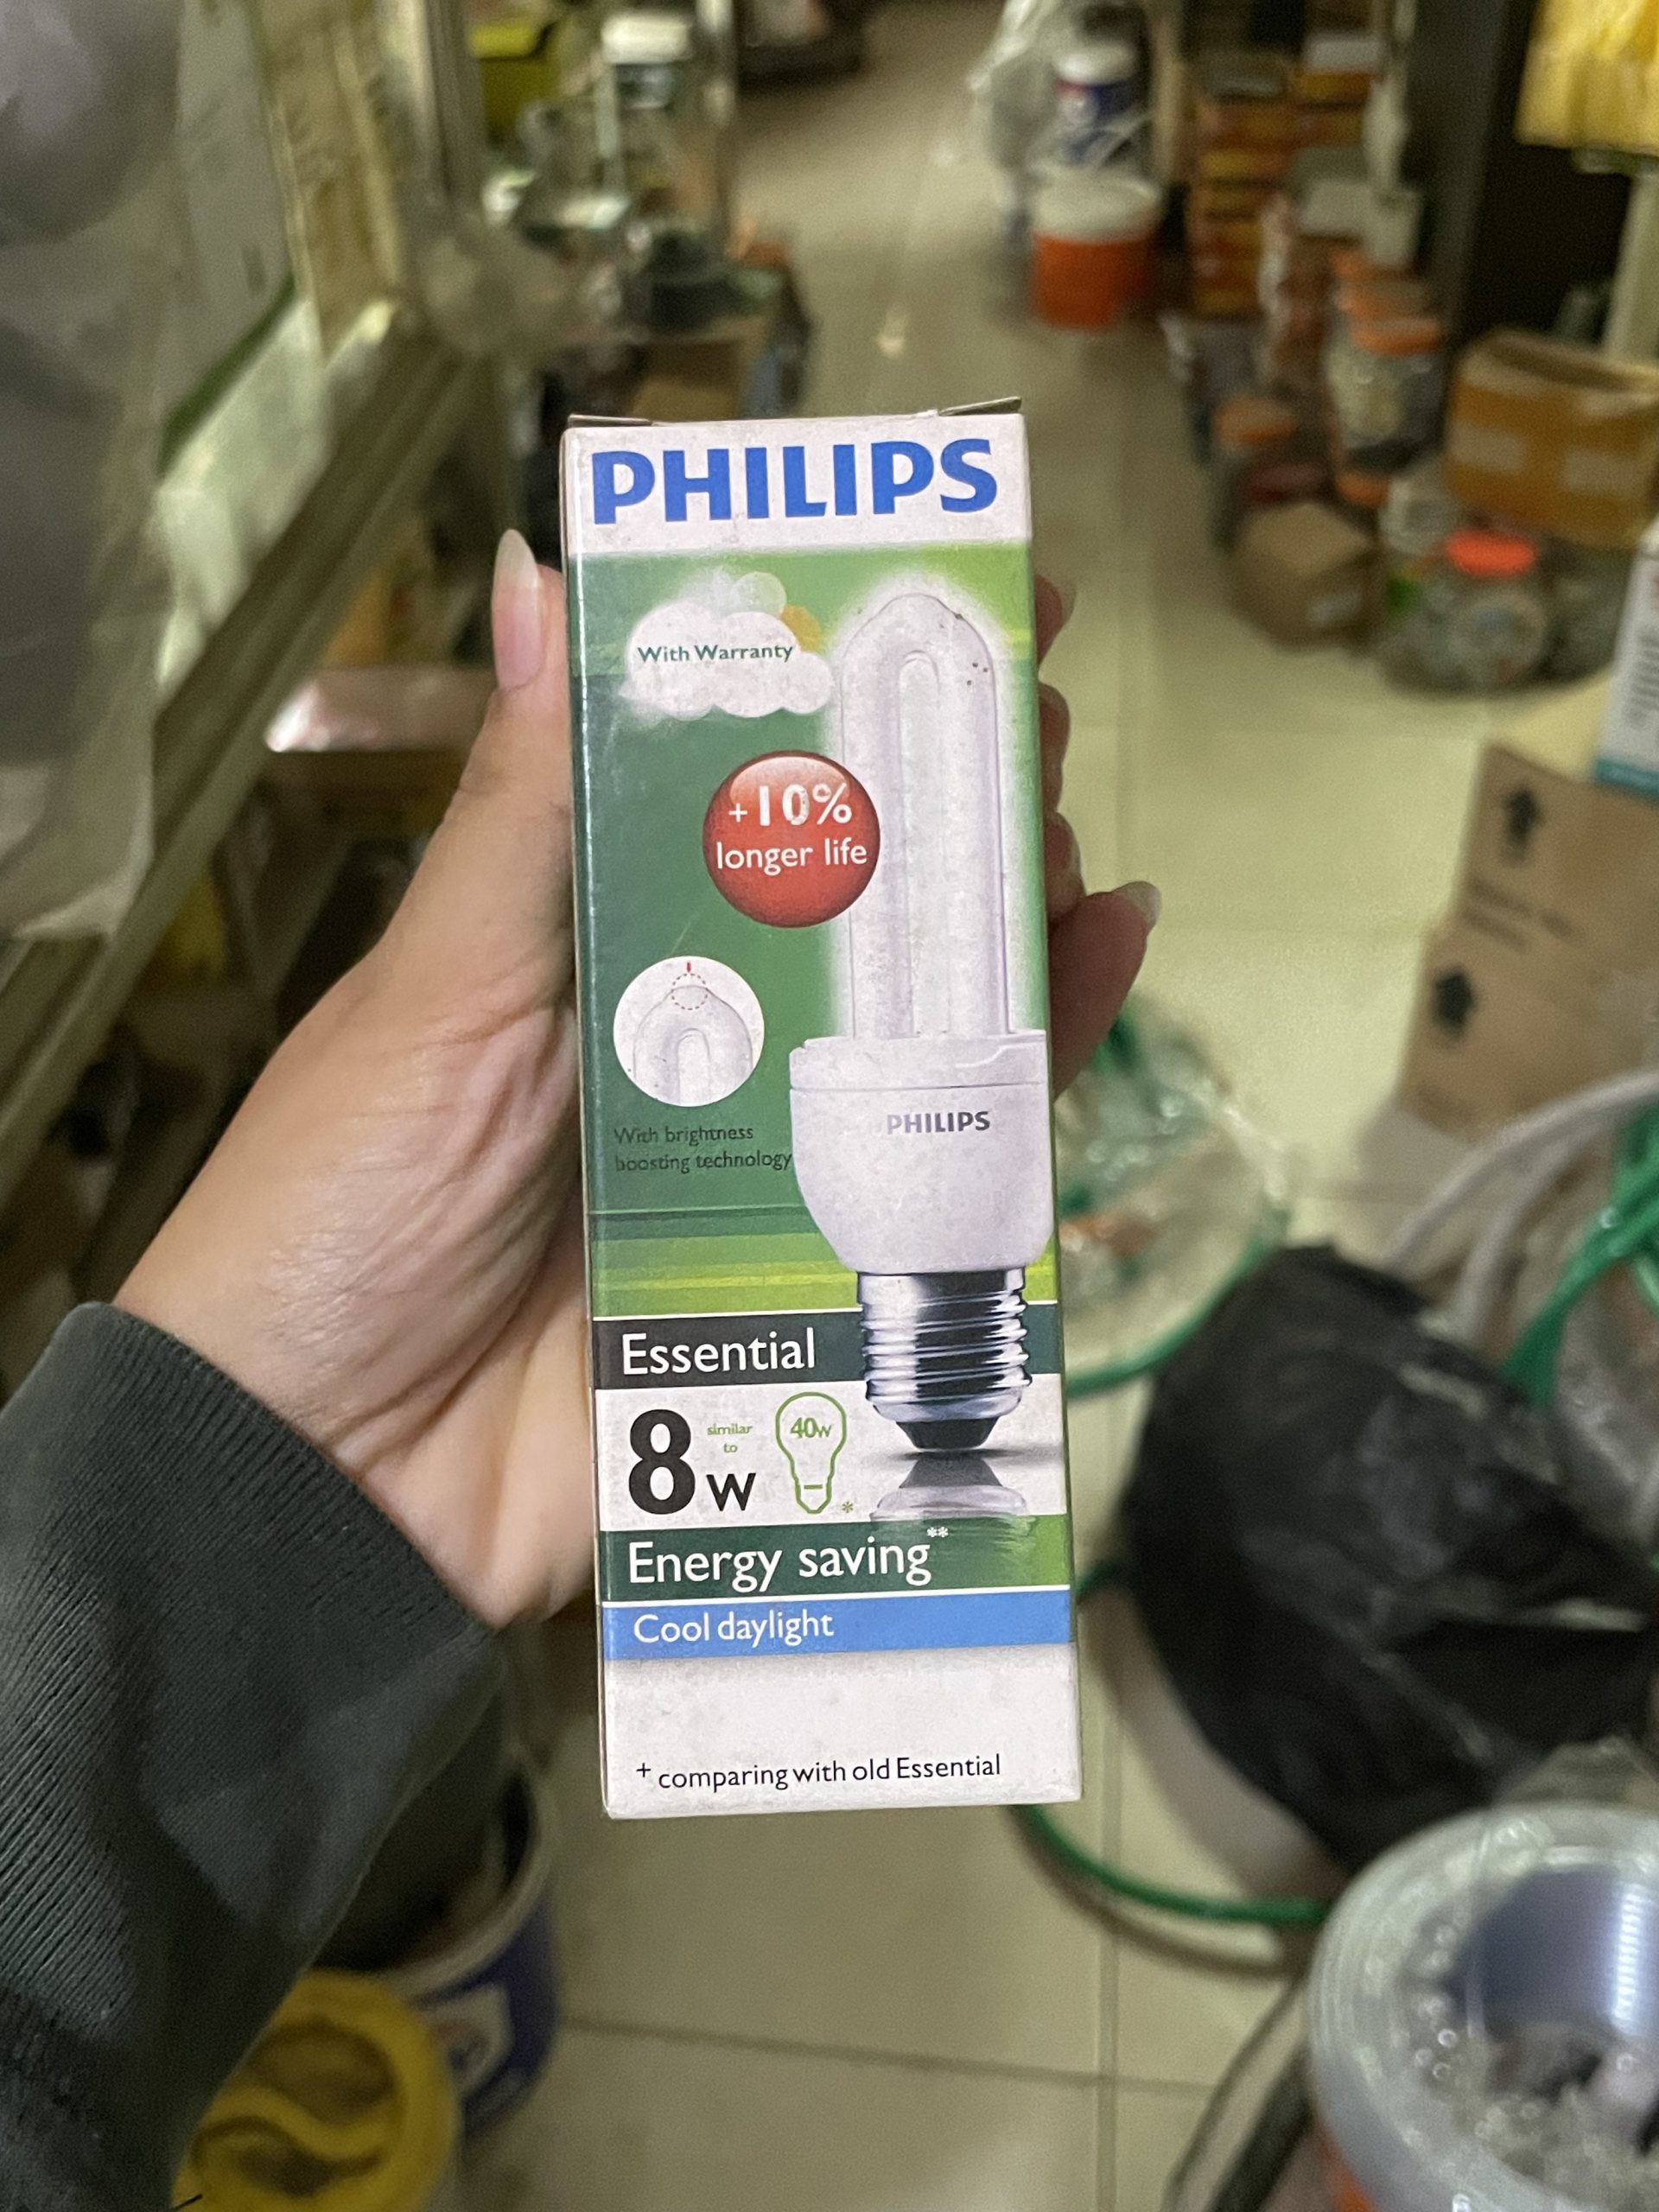 PHILIPS
With Warranty
+10%
longer life
With brightness
boosting technology
PHILIPS
Essential
8w
similar
to
40w
*
Energy saving**
Cool daylight
+ comparing with old Essential